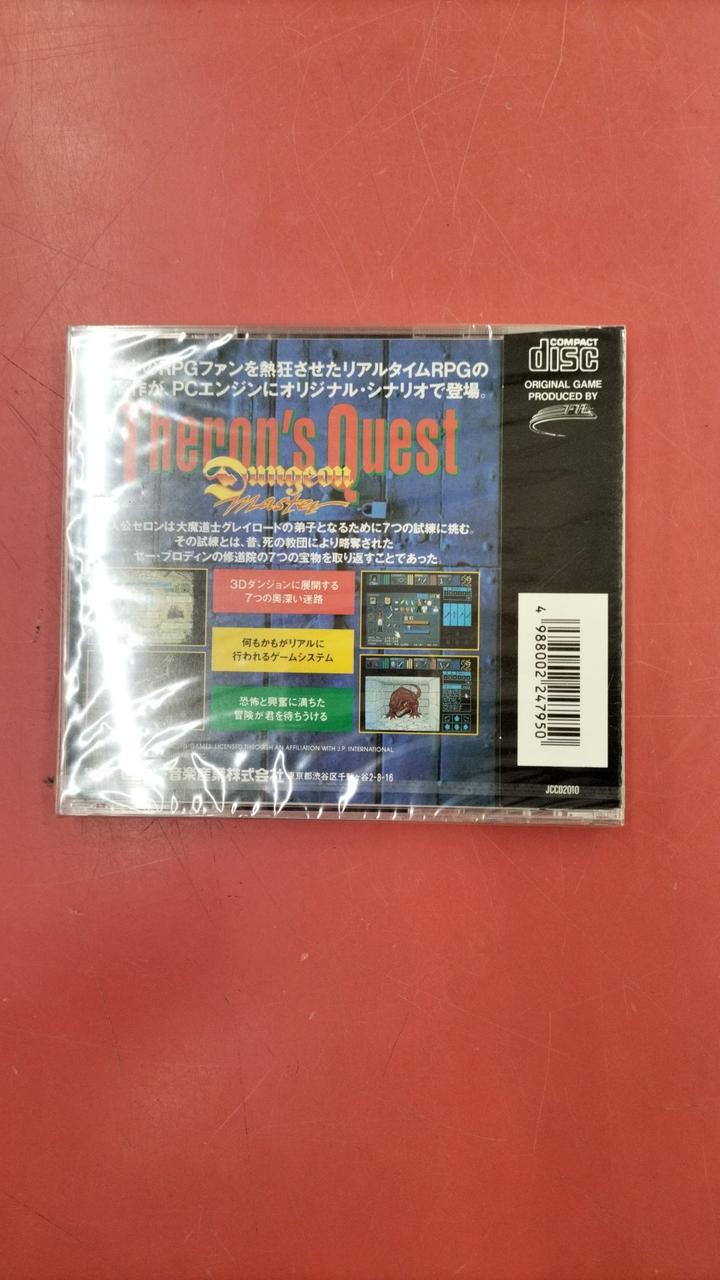 RPGファンを熱狂させたリアルタイムRPGの
作が、PCエンジンにオリジナル・シナリオで登場。
Theron's Quest
Dungeon
Master
人公セロンは大魔道士グレイロードの弟子となるために7つの試練に挑む。
その試練とは、昔、死の教団により略奪された
セー・ブロディンの修道院の7つの宝物を取り返すことであった
3Dダンジョンに展開する
7つの奥深い迷路
何もかもがリアルに
行われるゲームシステム
恐怖と興奮に満ちた
冒険が君を待ちうける
GAMES. LICENSED THROUGH AN AFFILIATION WITH J.P. INTERNATIONAL.
音楽産業株式会社 東京都渋谷区千駄ヶ谷2-8-16
COMPACT
disc
ORIGINAL GAME
PRODUCED BY
4 988002 247950
JCCD2010